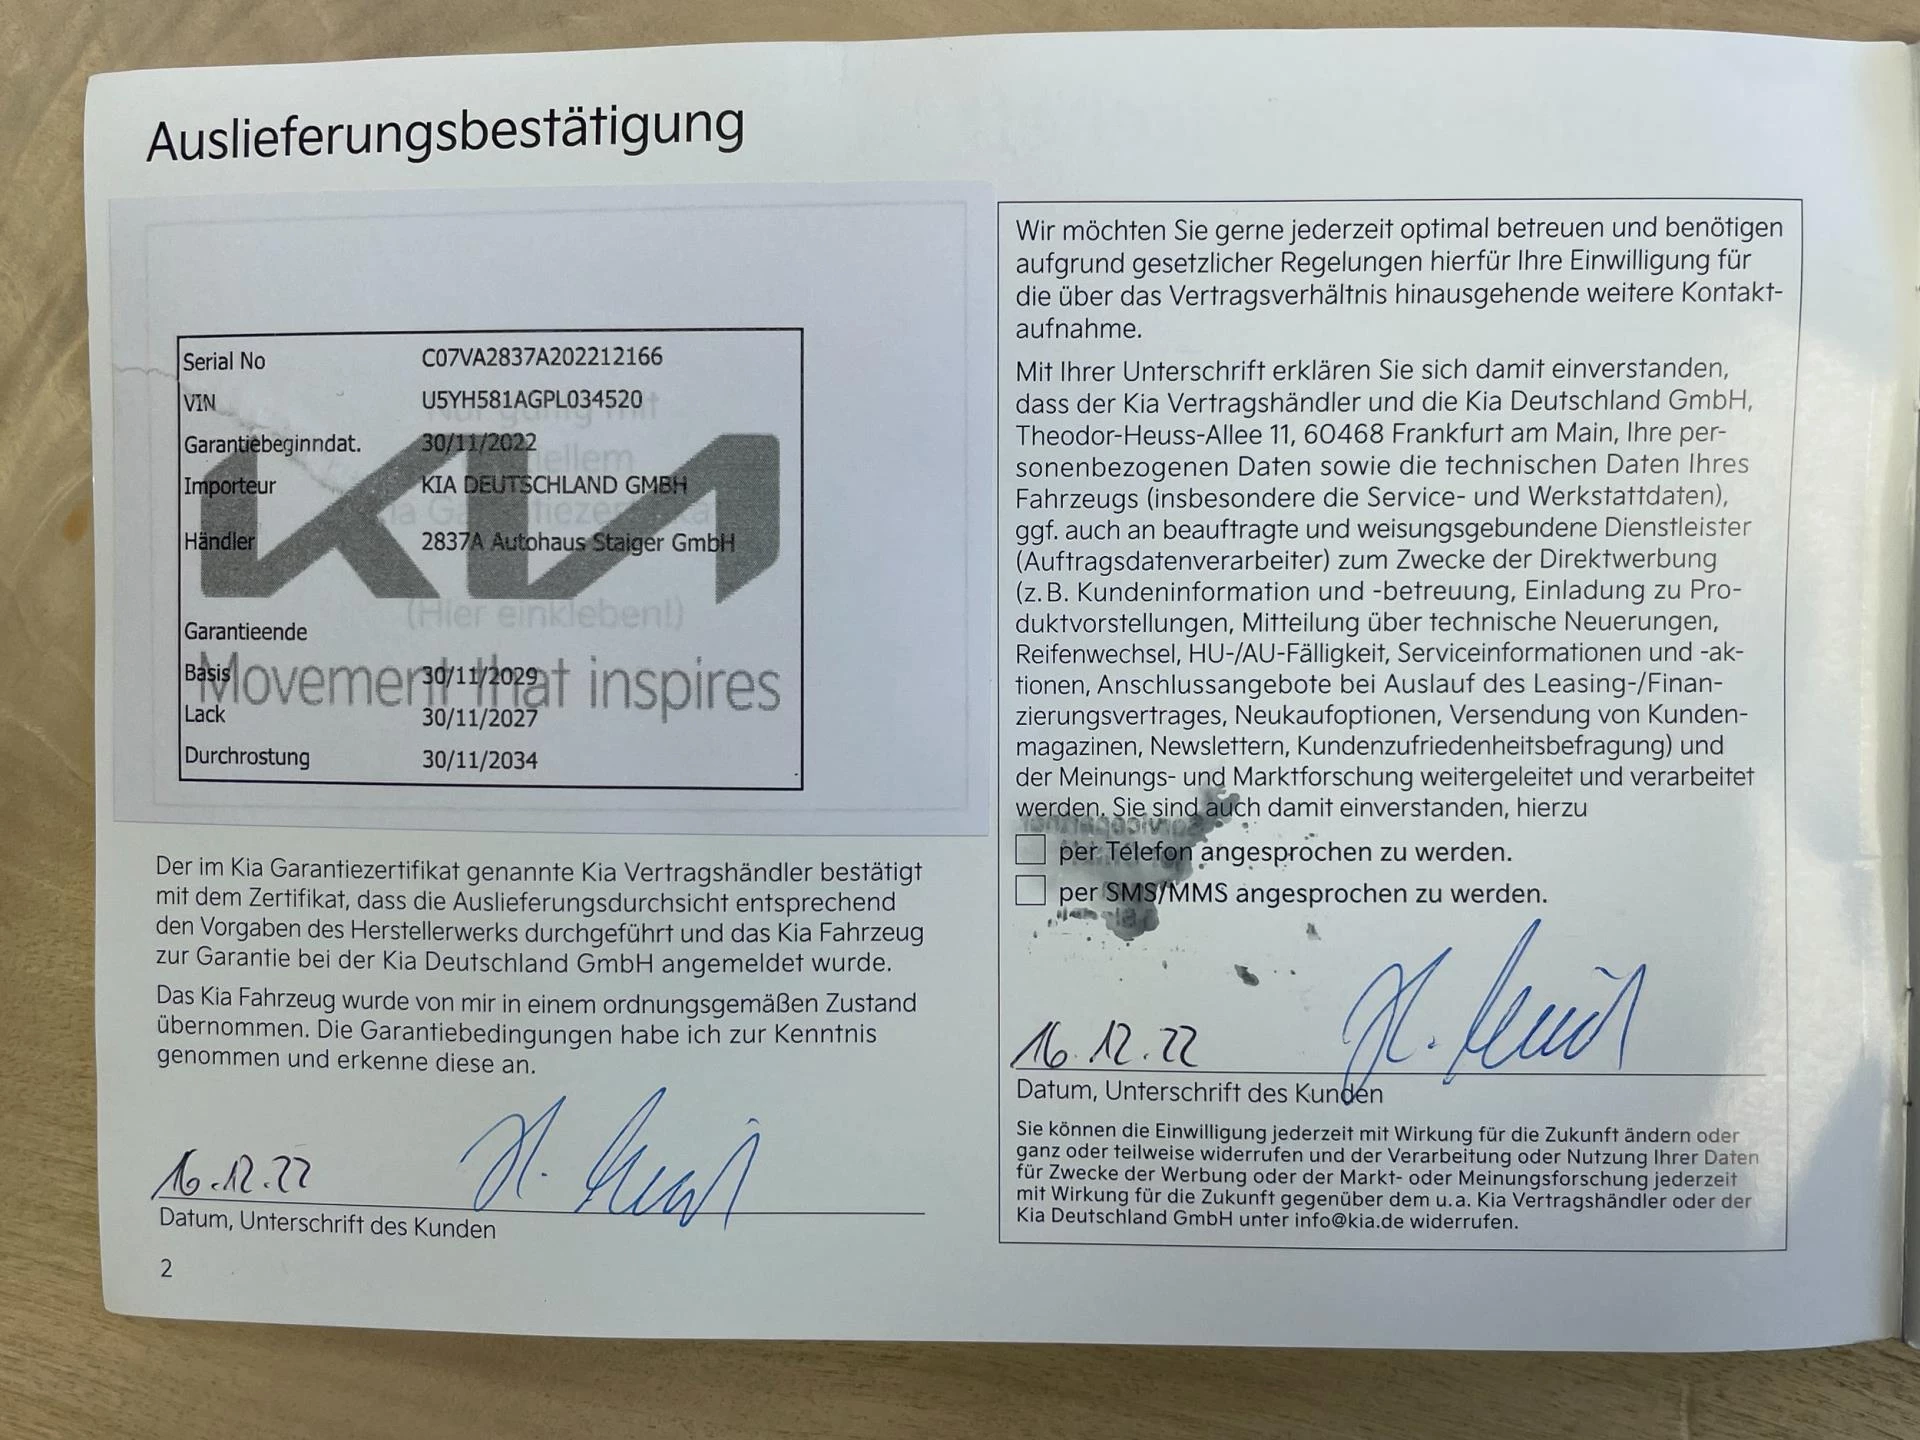 Auslieferungsbestätigung
Serial No C07VA2837A202212166
VIN U5YH581AGPL034520
Garantiebeginndat. 30/11/2022
Importeur KIA DEUTSCHLAND GMBH
Händler 2837A Autohaus Staiger GmbH
KIA
(Hier einkleben!)
Garantieende
Movement that inspires
Basis 30/11/2029
Lack 30/11/2027
Durchrostung 30/11/2034
Der im Kia Garantiezertifikat genannte Kia Vertragshändler bestätigt
mit dem Zertifikat, dass die Auslieferungsdurchsicht entsprechend
den Vorgaben des Herstellerwerks durchgeführt und das Kia Fahrzeug
zur Garantie bei der Kia Deutschland GmbH angemeldet wurde.
Das Kia Fahrzeug wurde von mir in einem ordnungsgemäßen Zustand
übernommen. Die Garantiebedingungen habe ich zur Kenntnis
genommen und erkenne diese an.
16.12.22
Datum, Unterschrift des Kunden
2
Wir möchten Sie gerne jederzeit optimal betreuen und benötigen
aufgrund gesetzlicher Regelungen hierfür Ihre Einwilligung für
die über das Vertragsverhältnis hinausgehende weitere Kontakt-
aufnahme.
Mit Ihrer Unterschrift erklären Sie sich damit einverstanden,
dass der Kia Vertragshändler und die Kia Deutschland GmbH,
Theodor-Heuss-Allee 11, 60468 Frankfurt am Main, Ihre per-
sonenbezogenen Daten sowie die technischen Daten Ihres
Fahrzeugs (insbesondere die Service- und Werkstattdaten),
ggf. auch an beauftragte und weisungsgebundene Dienstleister
(Auftragsdatenverarbeiter) zum Zwecke der Direktwerbung
(z. B. Kundeninformation und -betreuung, Einladung zu Pro-
duktvorstellungen, Mitteilung über technische Neuerungen,
Reifenwechsel, HU-/AU-Fälligkeit, Serviceinformationen und -ak-
tionen, Anschlussangebote bei Auslauf des Leasing-/Finan-
zierungsvertrages, Neukaufoptionen, Versendung von Kunden-
magazinen, Newslettern, Kundenzufriedenheitsbefragung) und
der Meinungs- und Marktforschung weitergeleitet und verarbeitet
werden. Sie sind auch damit einverstanden, hierzu
per Telefon angesprochen zu werden.
per SMS/MMS angesprochen zu werden.
16.12.22
Datum, Unterschrift des Kunden
Sie können die Einwilligung jederzeit mit Wirkung für die Zukunft ändern oder
ganz oder teilweise widerrufen und der Verarbeitung oder Nutzung Ihrer Daten
für Zwecke der Werbung oder der Markt- oder Meinungsforschung jederzeit
mit Wirkung für die Zukunft gegenüber dem u. a. Kia Vertragshändler oder der
Kia Deutschland GmbH unter info@kia.de widerrufen.